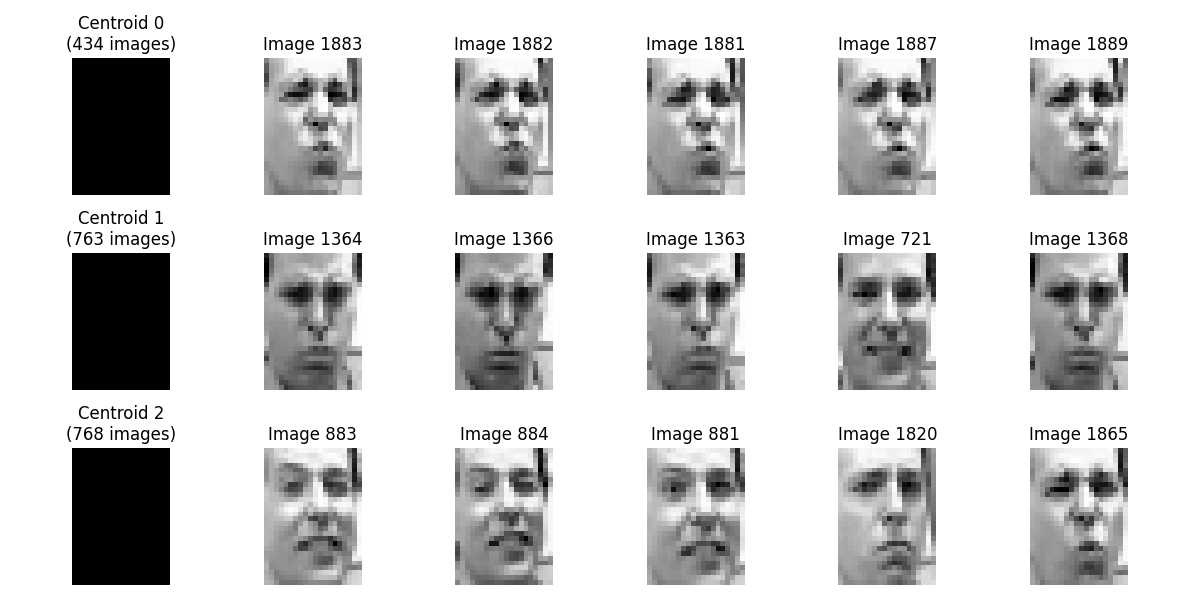 Centroid 0
(434 images)
Image 1883
Image 1882
Image 1881
Image 1887
Image 1889
Centroid 1
(763 images)
Image 1364
Image 1366
Image 1363
Image 721
Image 1368
Centroid 2
(768 images)
Image 883
Image 884
Image 881
Image 1820
Image 1865